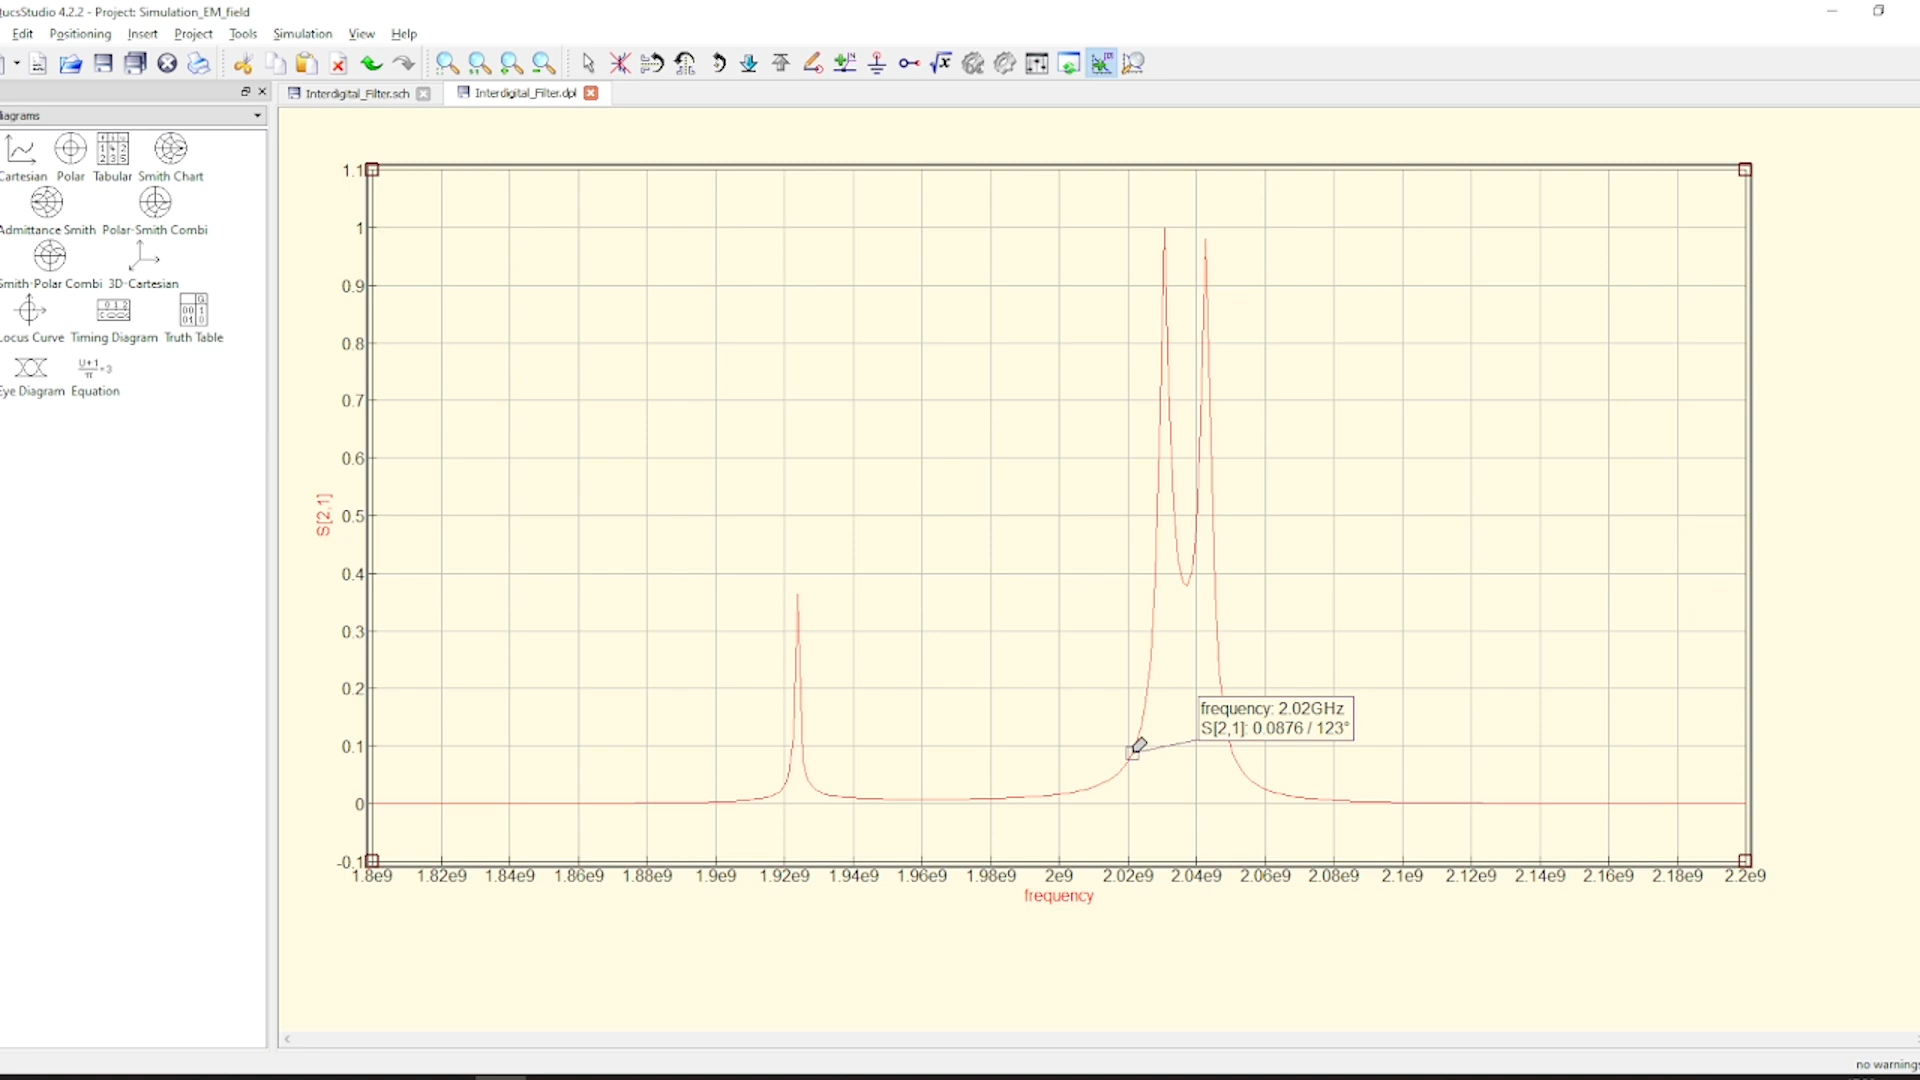 ucsStudio 4.2.2 - Project: Simulation_EM_field
Edit Positioning Insert Project Tools Simulation View Help
Interdigital_Filter.sch Interdigital_Filter.dpl
iagrams
Cartesian Polar Tabular Smith Chart
Admittance Smith Polar-Smith Combi
Smith-Polar Combi 3D-Cartesian
Locus Curve Timing Diagram Truth Table
Eye Diagram Equation
1.1
1
0.9
0.8
0.7
0.6
0.5
0.4
0.3
0.2
0.1
0
-0.1
S[2,1]
frequency: 2.02GHz
S[2,1]: 0.0876 / 123°
1.8e9 1.82e9 1.84e9 1.86e9 1.88e9 1.9e9 1.92e9 1.94e9 1.96e9 1.98e9 2e9 2.02e9 2.04e9 2.06e9 2.08e9 2.1e9 2.12e9 2.14e9 2.16e9 2.18e9 2.2e9
frequency
no warnings